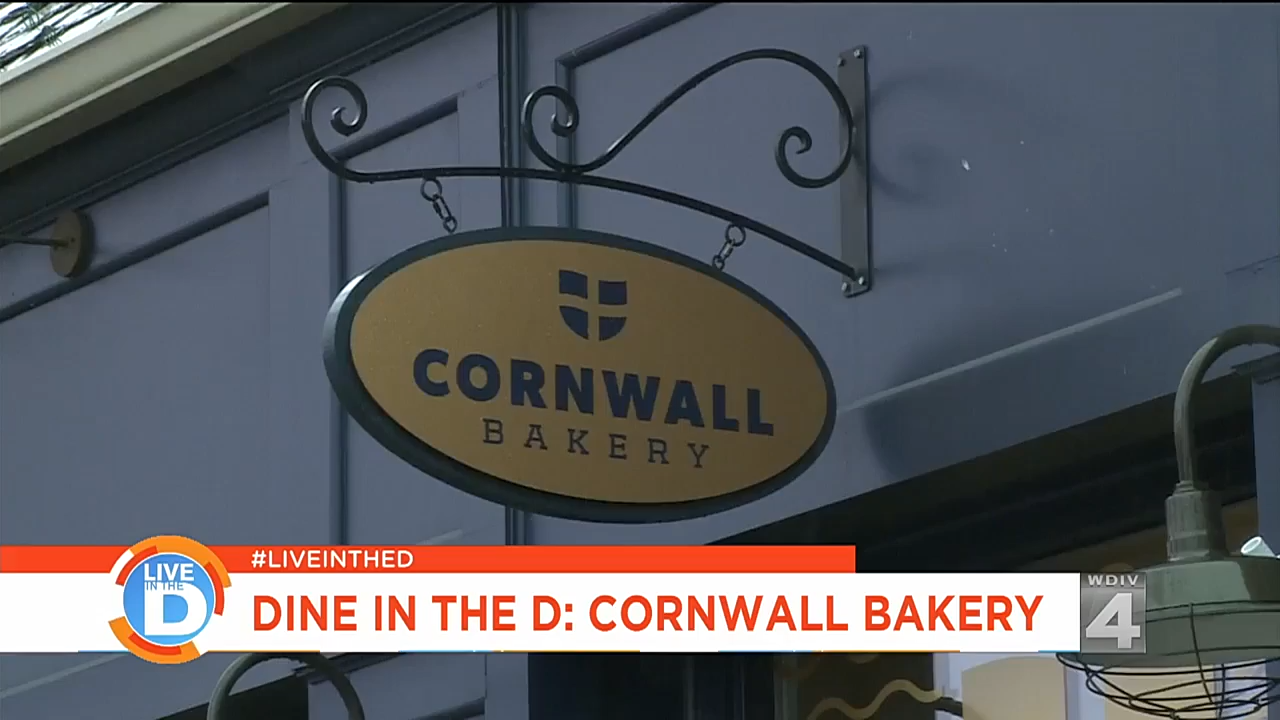 CORNWALL
BAKERY
#LIVEINTHED
LIVE
IN THE
D
DINE IN THE D: CORNWALL BAKERY
WDIV
4